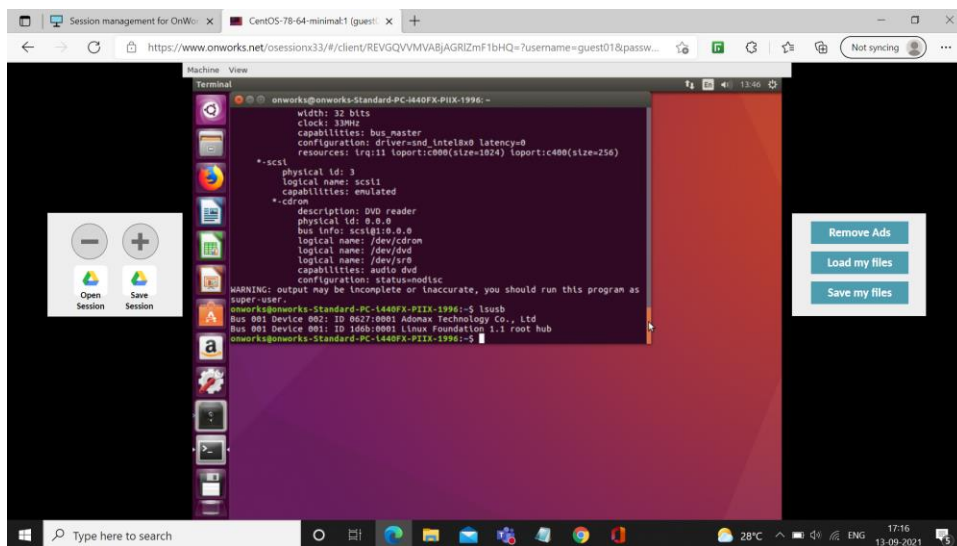 Session management for OnWor
CentOS-78-64-minimal:1 (guest
https://www.onworks.net/osessionx33/#/client/REVGQVVMVABjAGRIZmF1bHQ=?username=guest01&passw...
Not syncing
Machine View
Terminal
En
13:46
onworks@onworks-Standard-PC-i440FX-PIIX-1996: ~
width: 32 bits
clock: 33MHz
capabilities: bus_master
configuration: driver=snd_intel8x0 latency=0
resources: irq:11 ioport:c000(size=1024) ioport:c400(size=256)
*-scsi
physical id: 3
logical name: scsi1
capabilities: emulated
*-cdrom
description: DVD reader
physical id: 0.0.0
bus info: scsi@1:0.0.0
logical name: /dev/cdrom
logical name: /dev/dvd
logical name: /dev/sr0
capabilities: audio dvd
configuration: status=nodisc
WARNING: output may be incomplete or inaccurate, you should run this program as
super-user.
onworks@onworks-Standard-PC-i440FX-PIIX-1996:~$ lsusb
Bus 001 Device 002: ID 0627:0001 Adomax Technology Co., Ltd
Bus 001 Device 001: ID 1d6b:0001 Linux Foundation 1.1 root hub
onworks@onworks-Standard-PC-i440FX-PIIX-1996:~$
Open
Session
Save
Session
Remove Ads
Load my files
Save my files
Type here to search
28°C
ENG
17:16
13-09-2021